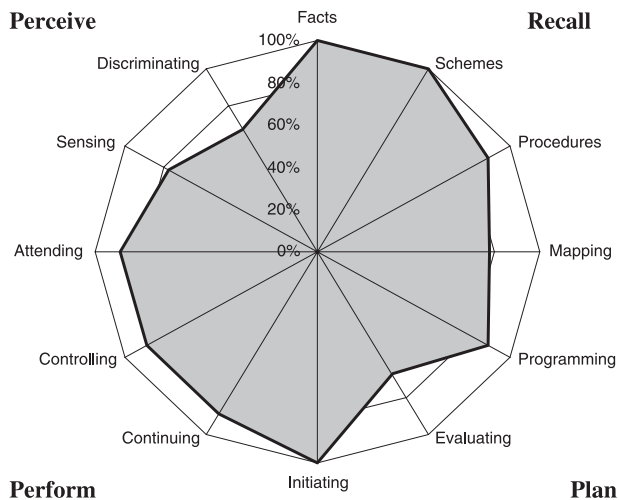 Perceive
Facts
Recall
100%
Discriminating
80%
Schemes
60%
Sensing
Procedures
40%
20%
Attending
0%
Mapping
Controlling
Programming
Continuing
Evaluating
Perform
Initiating
Plan